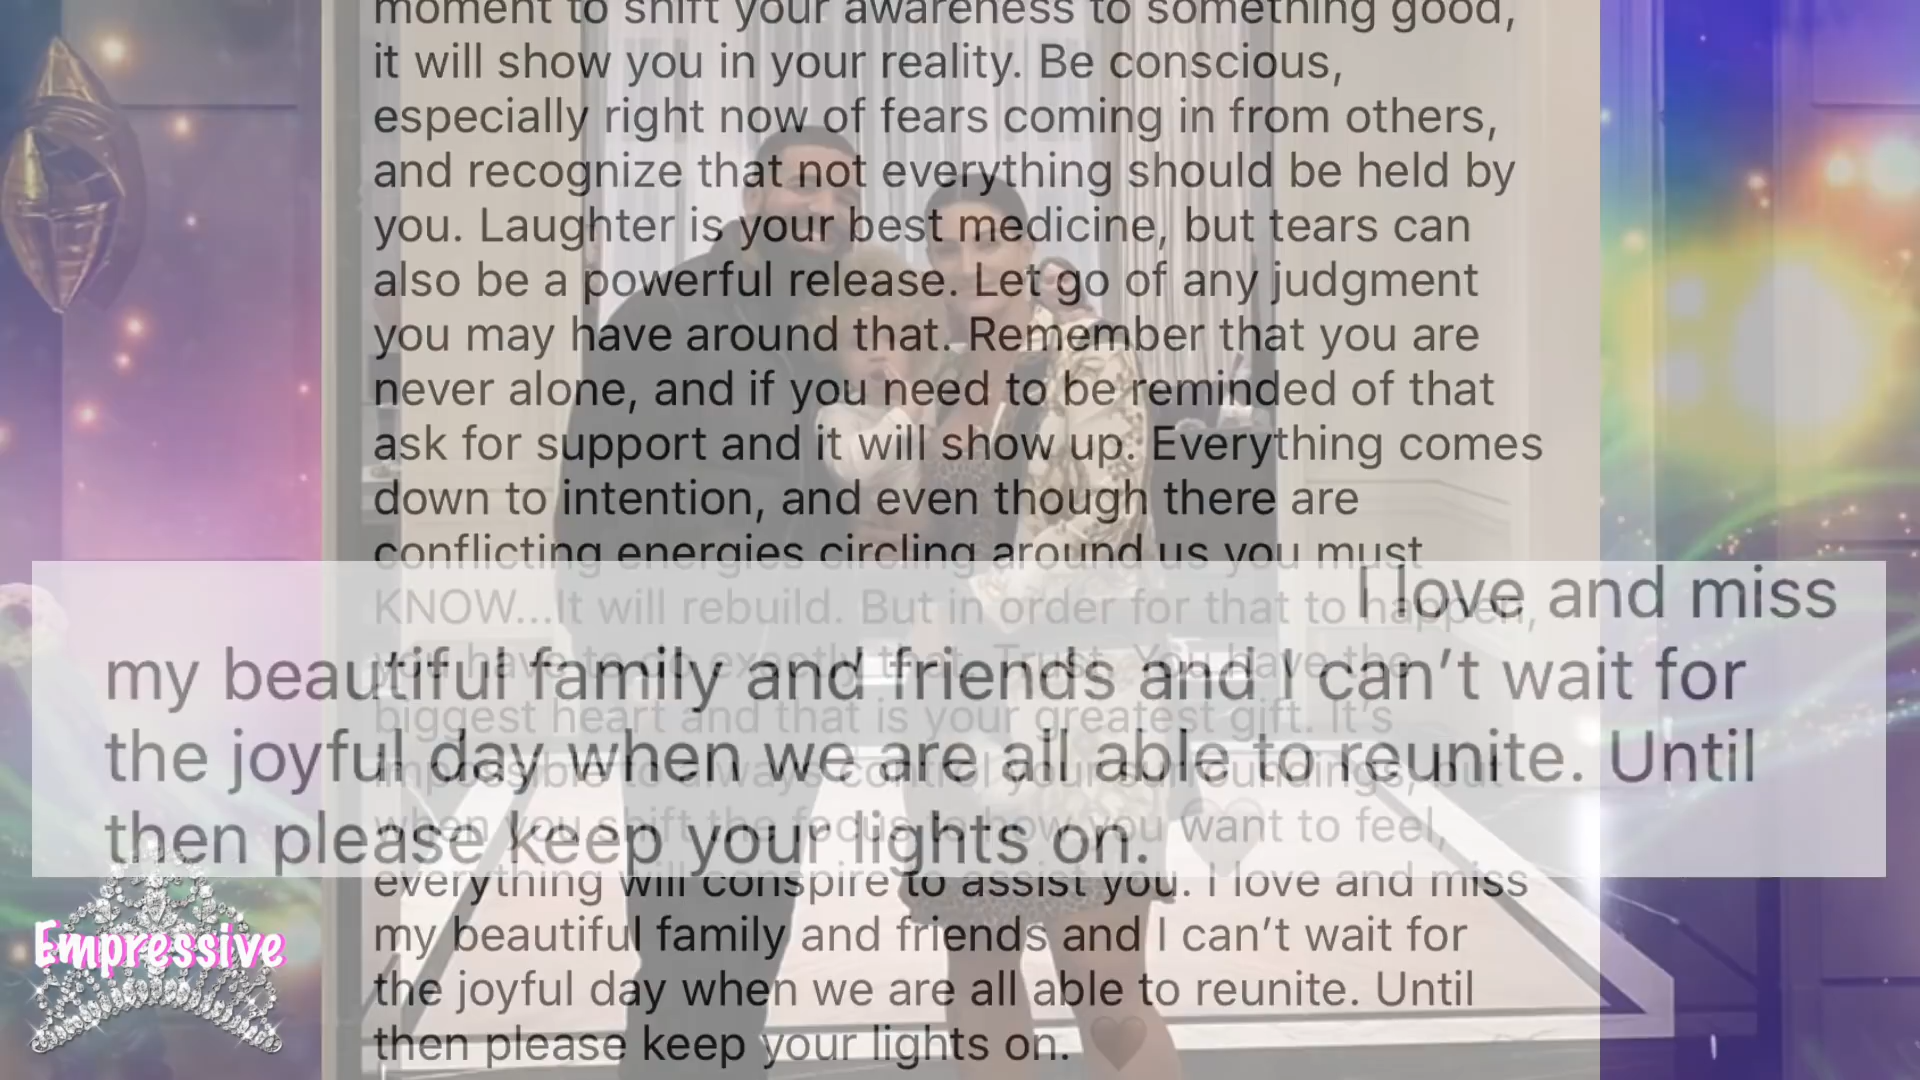 moment to shift your awareness to something good,
it will show you in your reality. Be conscious,
especially right now of fears coming in from others,
and recognize that not everything should be held by
you. Laughter is your best medicine, but tears can
also be a powerful release. Let go of any judgment
you may have around that. Remember that you are
never alone, and if you need to be reminded of that
ask for support and it will show up. Everything comes
down to intention, and even though there are
conflicting energies circling around us you must
KNOW...It will rebuild. But in order for that to happen,
you have to do exactly that. Trust. You have the
biggest heart and that is your greatest gift. It's
impossible to always control your surroundings, but
when you shift the focus to how you want to feel,
everything will conspire to assist you. I love and miss
my beautiful family and friends and I can't wait for
the joyful day when we are all able to reunite. Until
then please keep your lights on. 🖤
I love and miss
my beautiful family and friends and I can't wait for
the joyful day when we are all able to reunite. Until
then please keep your lights on. 🖤
Empressive